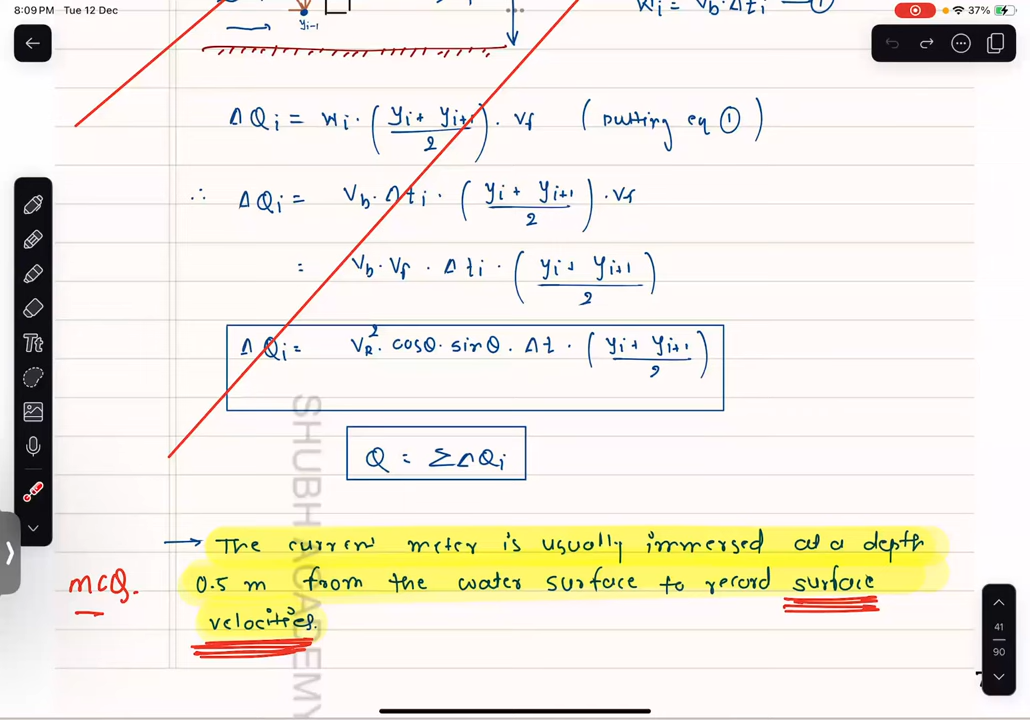 8:09 PM Tue 12 Dec
37%
yi-1
Wi = Vb · Δti — ①
ΔQi = Wi · (yi + yi+1 / 2) · Vf (putting eq ①)
∴ ΔQi = Vb · Δti · (yi + yi+1 / 2) · Vf
= Vb · Vf · Δti · (yi + yi+1 / 2)
ΔQi = VR² · cosθ · sinθ · Δt · (yi + yi+1 / 2)
Q = ΣΔQi
→ The current meter is usually immersed at a depth
MCQ. 0.5 m from the water surface to record surface
velocities.
SHUBH ACADEMY
Tt
41
90